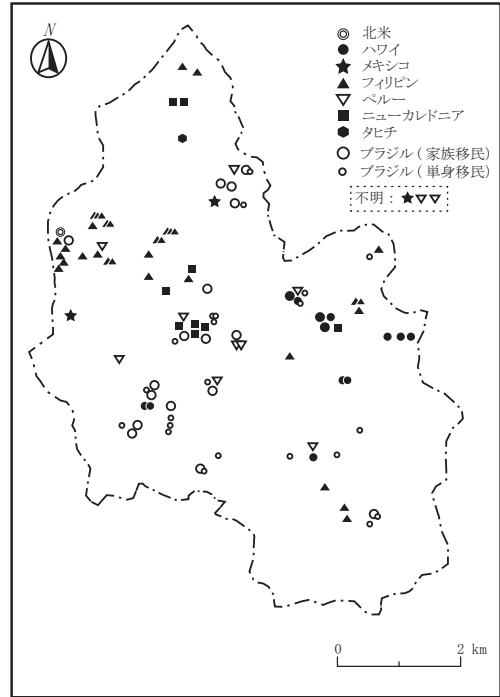 N
北米
ハワイ
メキシコ
フィリピン
ペルー
ニューカレドニア
タヒチ
ブラジル ( 家族移民 )
ブラジル ( 単身移民 )
不明 : ★▽▽
0 2 km